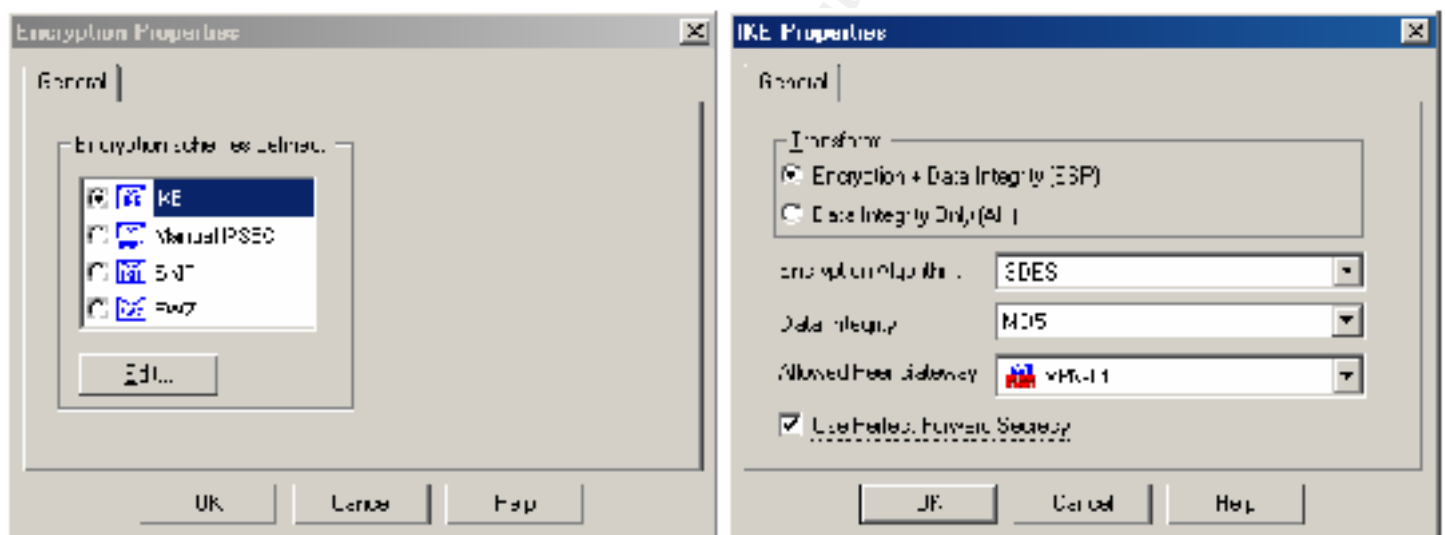 Encryption Properties
General
Encryption schemes defined:
IKE
Manual IPSEC
SKIP
FWZ
Edit...
OK Cancel Help
IKE Properties
General
Transform
Encryption + Data Integrity (ESP)
Data Integrity Only (AH)
Encryption Algorithm: 3DES
Data Integrity MD5
Allowed Peer Gateway
Use Perfect Forward Secrecy
OK Cancel Help